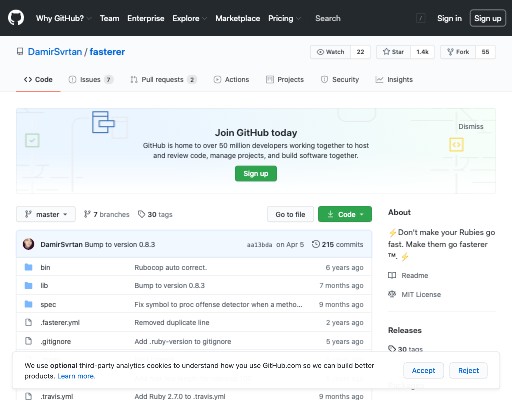 Why GitHub? Team Enterprise Explore Marketplace Pricing Search / Sign in Sign up
DamirSvrtan / fasterer
Watch 22 Star 1.4k Fork 55
Code Issues 7 Pull requests 2 Actions Projects Security Insights
Join GitHub today
Dismiss
GitHub is home to over 50 million developers working together to host
and review code, manage projects, and build software together.
Sign up
master 7 branches 30 tags Go to file Code
DamirSvrtan Bump to version 0.8.3 aa13bda on Apr 5 215 commits
bin Rubocop auto correct. 6 years ago
lib Bump to version 0.8.3 7 months ago
spec Fix symbol to proc offense detector when a metho... 9 months ago
.fasterer.yml Removed duplicate line 2 years ago
.gitignore Add .ruby-version to gitignore 5 years ago
.travis.yml Add Ruby 2.7.0 to .travis.yml 9 months ago
About
⚡Don't make your Rubies go
fast. Make them go fasterer
™. ⚡
Readme
MIT License
Releases
30 tags
We use optional third-party analytics cookies to understand how you use GitHub.com so we can build better
products. Learn more.
Accept Reject